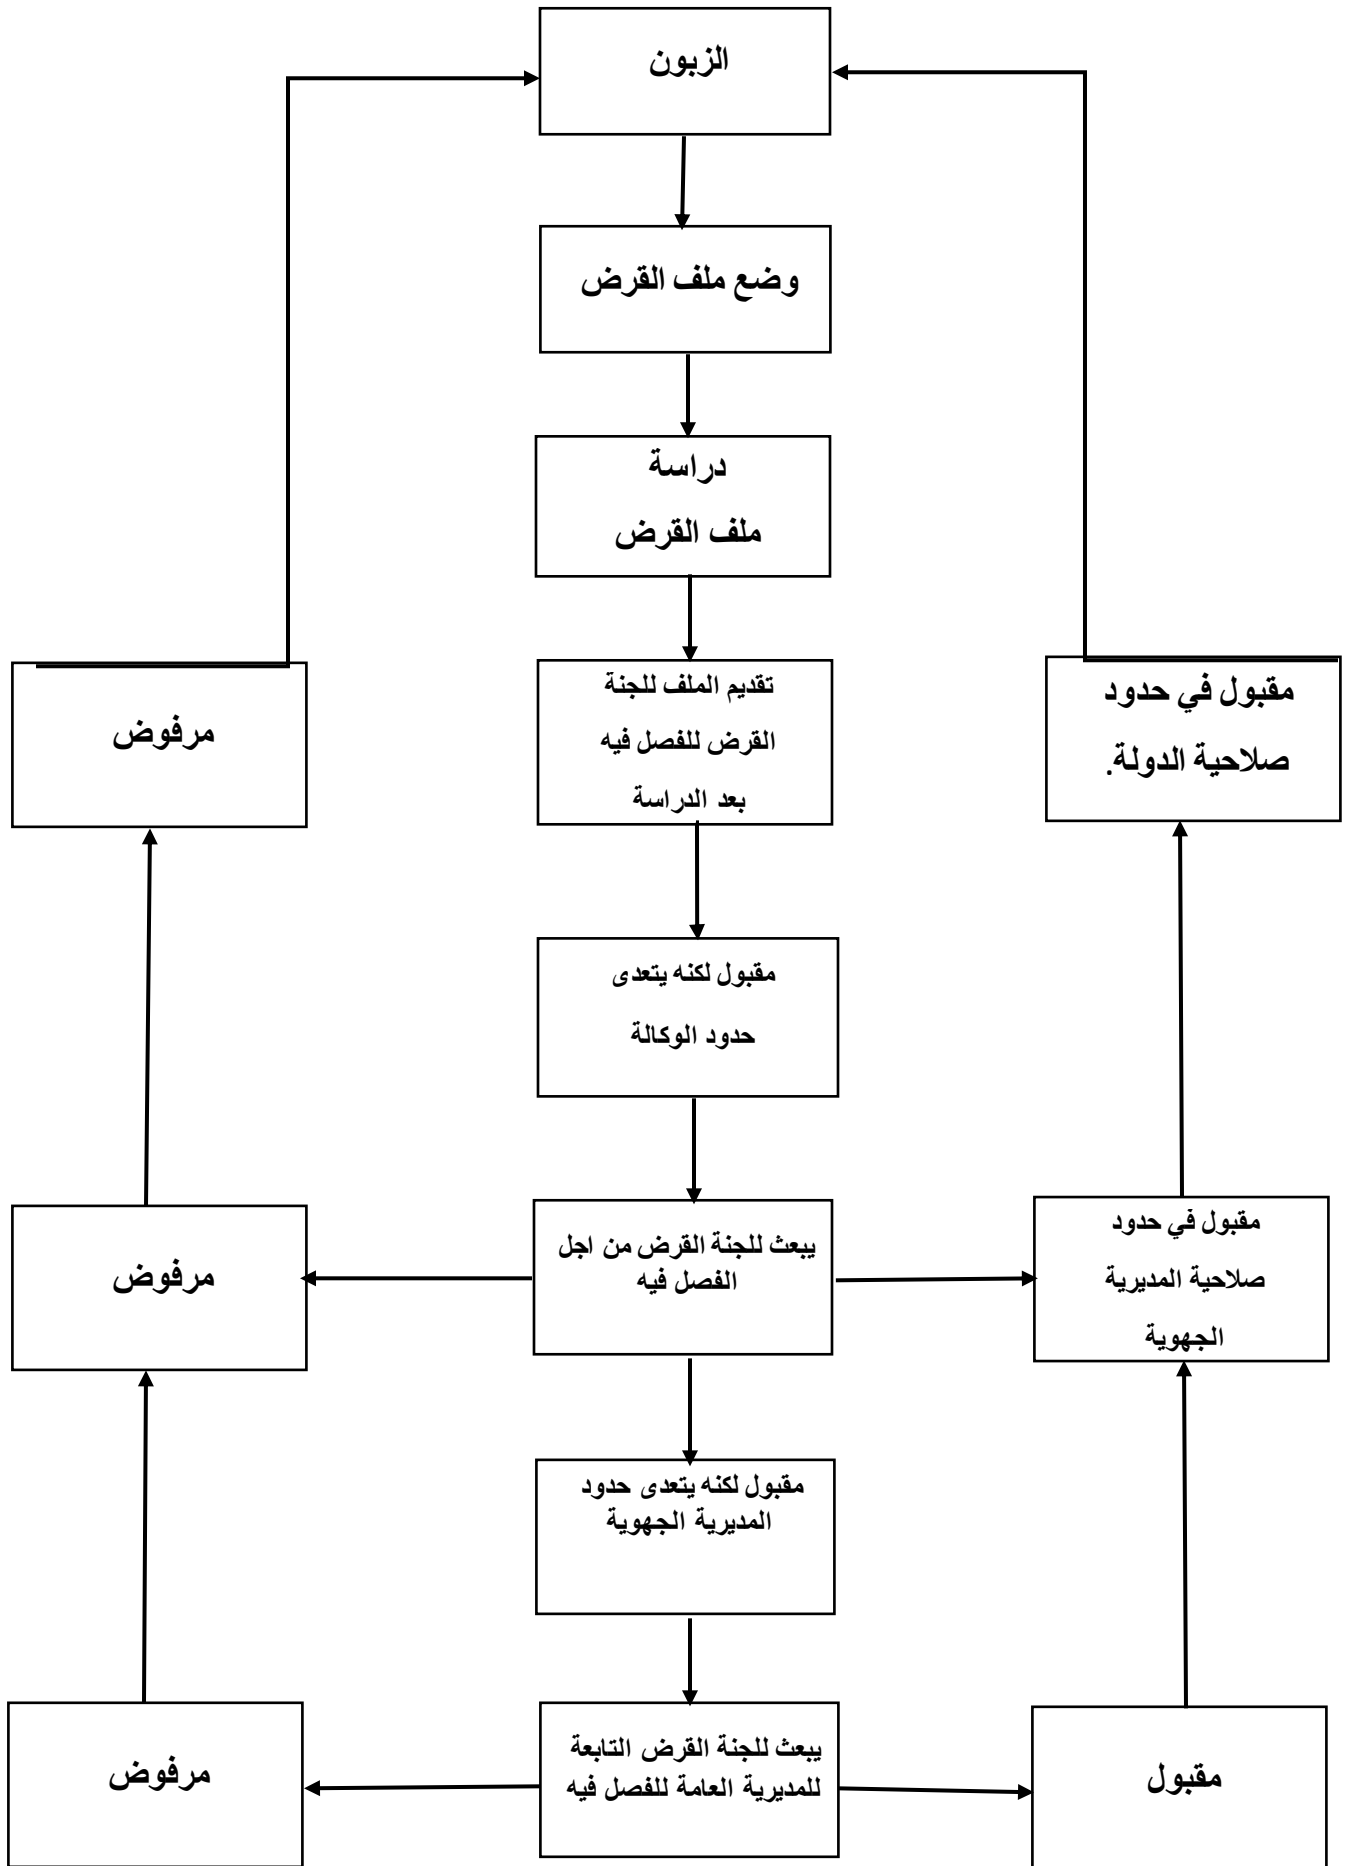 الزبون
وضع ملف القرض
دراسة
ملف القرض
مقبول في حدود
صلاحية الدولة.
تقديم الملف للجنة
القرض للفصل فيه
بعد الدراسة
مرفوض
مقبول لكنه يتعدى
حدود الوكالة
مقبول في حدود
صلاحية المديرية
الجهوية
يبعث للجنة القرض من اجل
الفصل فيه
مرفوض
مقبول لكنه يتعدى حدود
المديرية الجهوية
مقبول
يبعث للجنة القرض التابعة
للمديرية العامة للفصل فيه
مرفوض